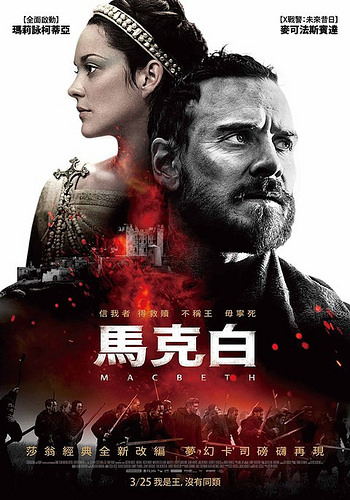 【全面啟動】
瑪莉詠柯蒂亞
【X戰警：未來昔日】
麥可法斯賓達
信我者 得救贖 不稱王 毋寧死
馬克白
MACBETH
莎翁經典全新改編 夢幻卡司磅礴再現
3/25 我是王，沒有同類